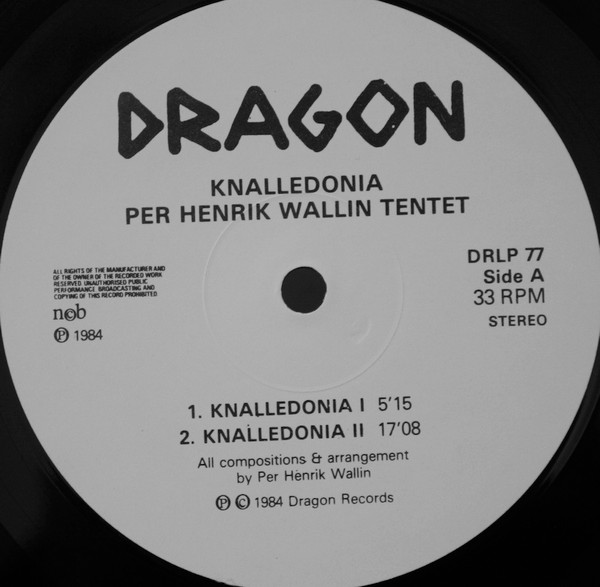 DRAGON
KNALLEDONIA
PER HENRIK WALLIN TENTET
ALL RIGHTS OF THE MANUFACTURER AND
OF THE OWNER OF THE RECORDED WORK
RESERVED. UNAUTHORISED PUBLIC
PERFORMANCE. BROADCASTING AND
COPYING OF THIS RECORD PROHIBITED
n©b
℗ 1984
DRLP 77
Side A
33 RPM
STEREO
1. KNALLEDONIA I 5'15
2. KNALLEDONIA II 17'08
All compositions & arrangement
by Per Henrik Wallin
℗ © 1984 Dragon Records